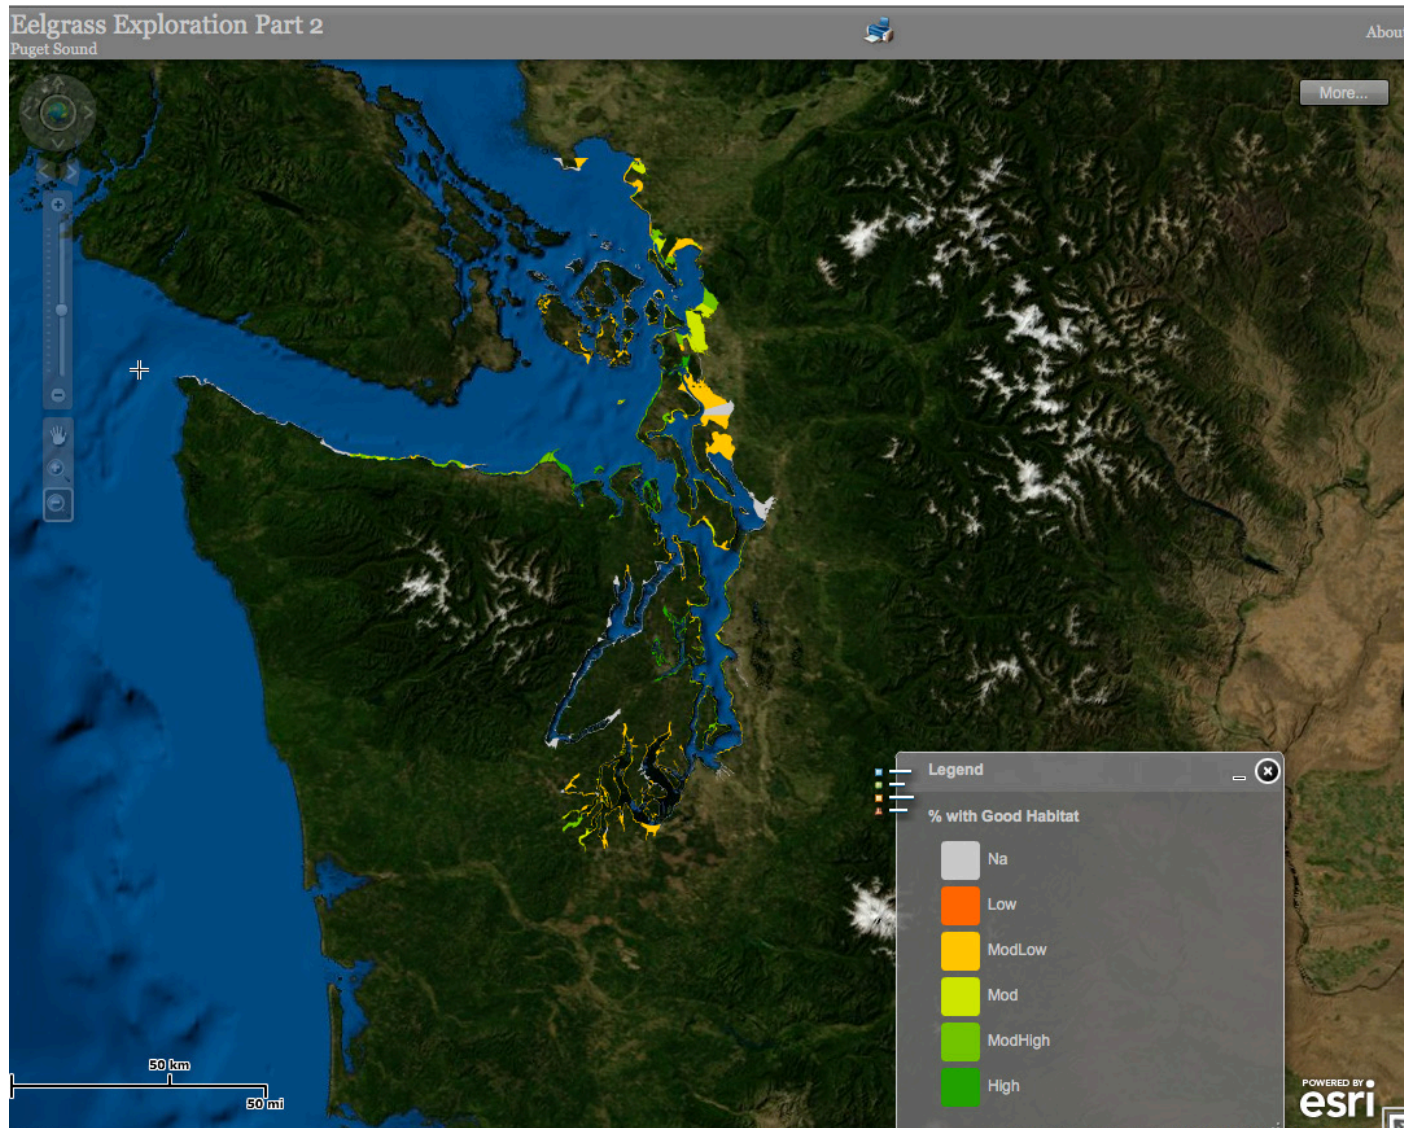 Eelgrass Exploration Part 2
Puget Sound
About
More...
Legend
% with Good Habitat
Na
Low
ModLow
Mod
ModHigh
High
50 km
50 mi
POWERED BY
esri